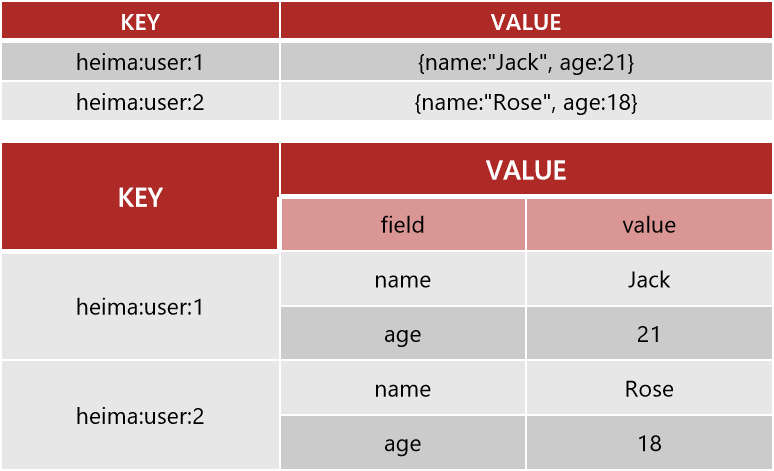 KEY VALUE
heima:user:1 {name:"Jack", age:21}
heima:user:2 {name:"Rose", age:18}
KEY VALUE
field value
heima:user:1 name Jack
age 21
heima:user:2 name Rose
age 18